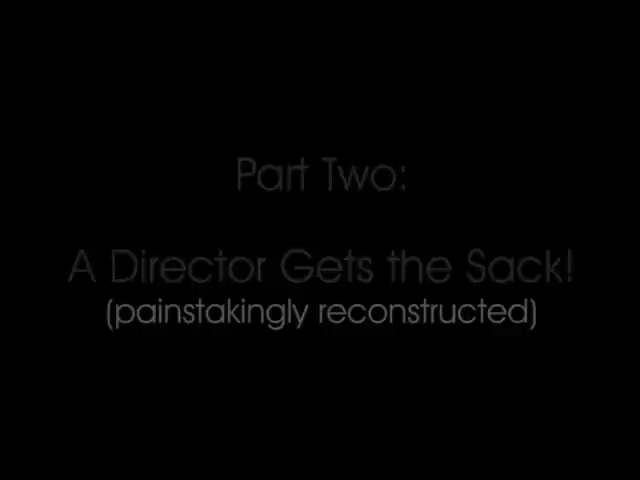 Part Two:
A Director Gets the Sack!
(painstakingly reconstructed)